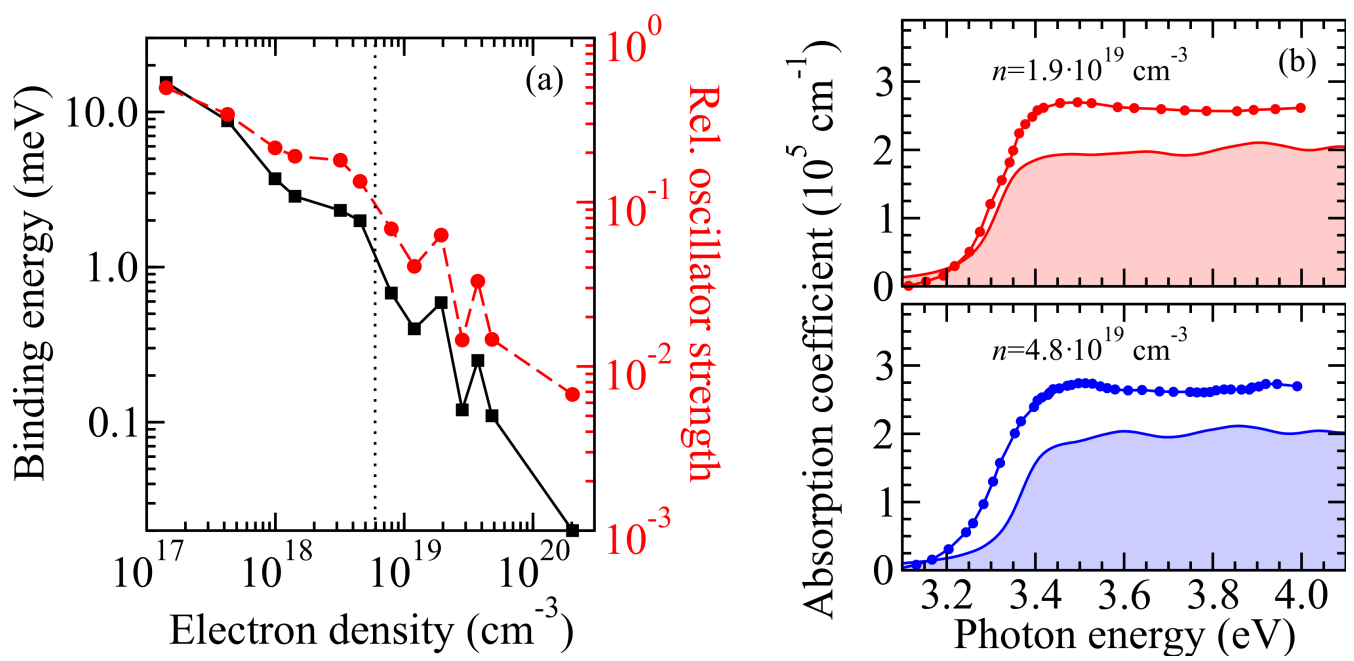 (a)
Binding energy (meV)
10.0
1.0
0.1
10^0
10^-1
10^-2
10^-3
Rel. oscillator strength
10^17
10^18
10^19
10^20
Electron density (cm^-3)
(b)
n=1.9·10^19 cm^-3
3
2
1
0
Absorption coefficient (10^5 cm^-1)
n=4.8·10^19 cm^-3
3
2
1
0
3.2
3.4
3.6
3.8
4.0
Photon energy (eV)